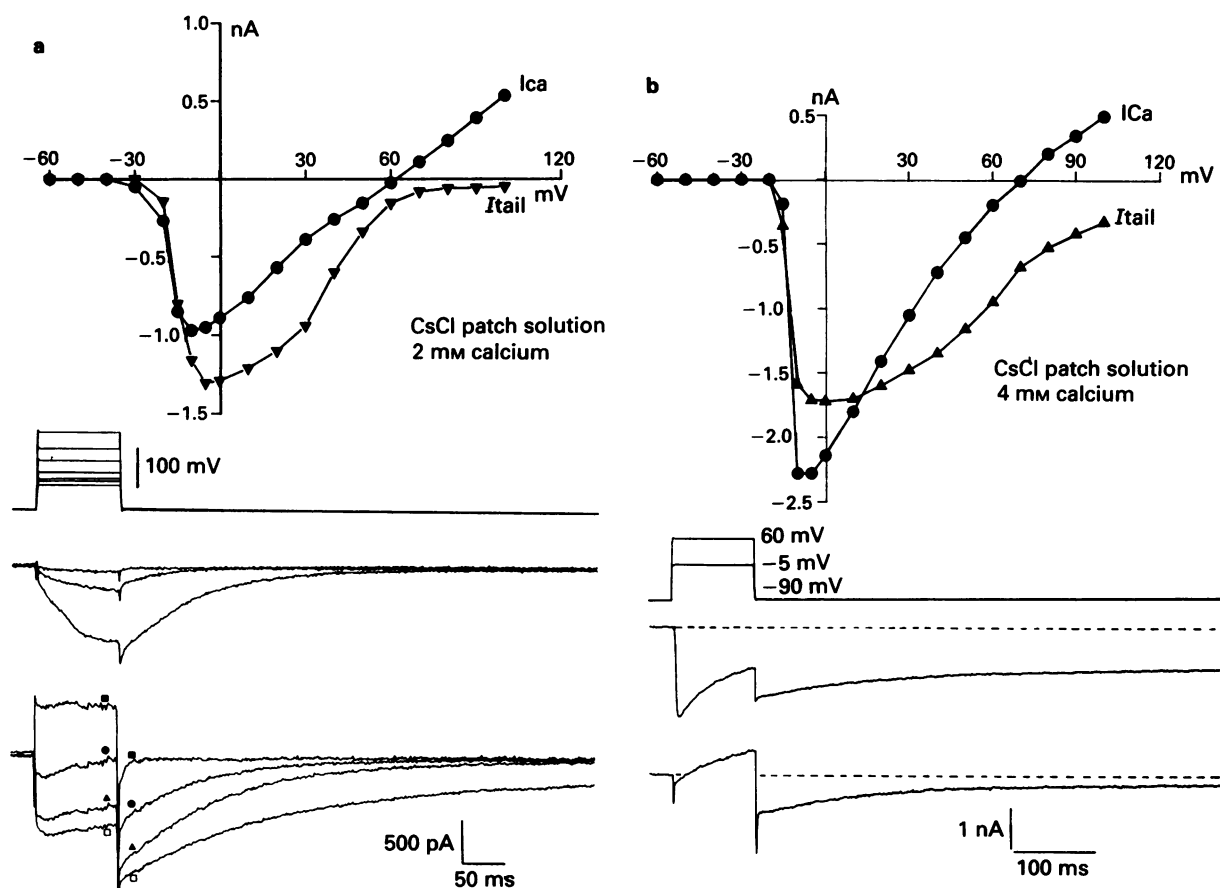 a
1.0
nA
0.5
Ica
−60
−30
30
60
120
mV
Itail
−0.5
−1.0
−1.5
CsCl patch solution
2 mM calcium
100 mV
500 pA
50 ms
b
nA
0.5
ICa
−60
−30
30
60
90
120
mV
Itail
−0.5
−1.0
−1.5
−2.0
−2.5
CsCl patch solution
4 mM calcium
60 mV
−5 mV
−90 mV
1 nA
100 ms